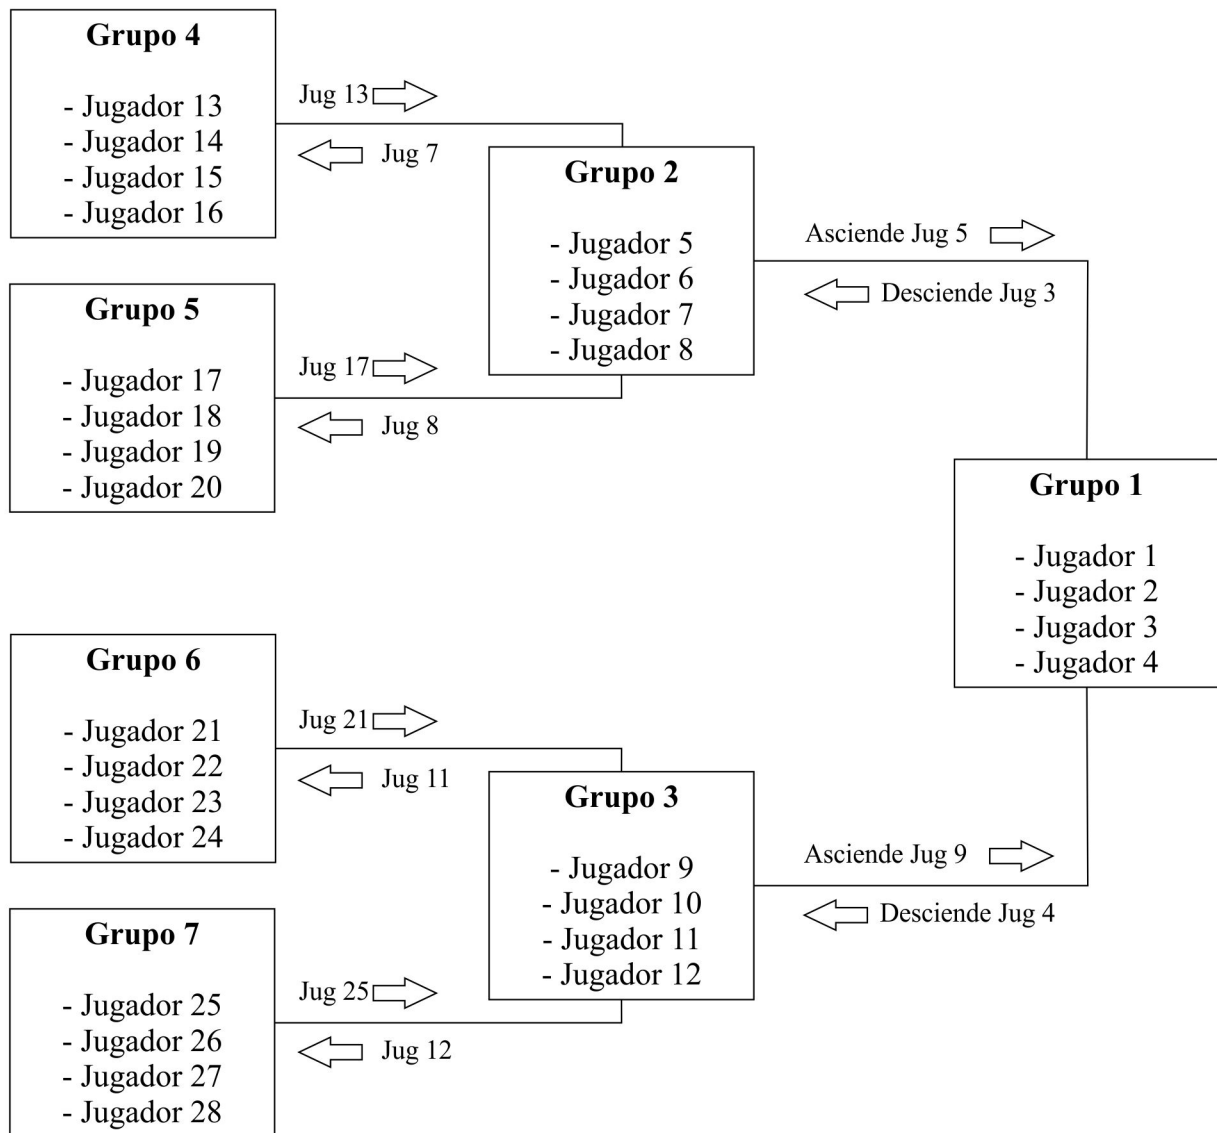 Grupo 4
- Jugador 13
- Jugador 14
- Jugador 15
- Jugador 16
Jug 13
Jug 7
Grupo 5
- Jugador 17
- Jugador 18
- Jugador 19
- Jugador 20
Jug 17
Jug 8
Grupo 2
- Jugador 5
- Jugador 6
- Jugador 7
- Jugador 8
Asciende Jug 5
Desciende Jug 3
Grupo 1
- Jugador 1
- Jugador 2
- Jugador 3
- Jugador 4
Grupo 6
- Jugador 21
- Jugador 22
- Jugador 23
- Jugador 24
Jug 21
Jug 11
Grupo 7
- Jugador 25
- Jugador 26
- Jugador 27
- Jugador 28
Jug 25
Jug 12
Grupo 3
- Jugador 9
- Jugador 10
- Jugador 11
- Jugador 12
Asciende Jug 9
Desciende Jug 4